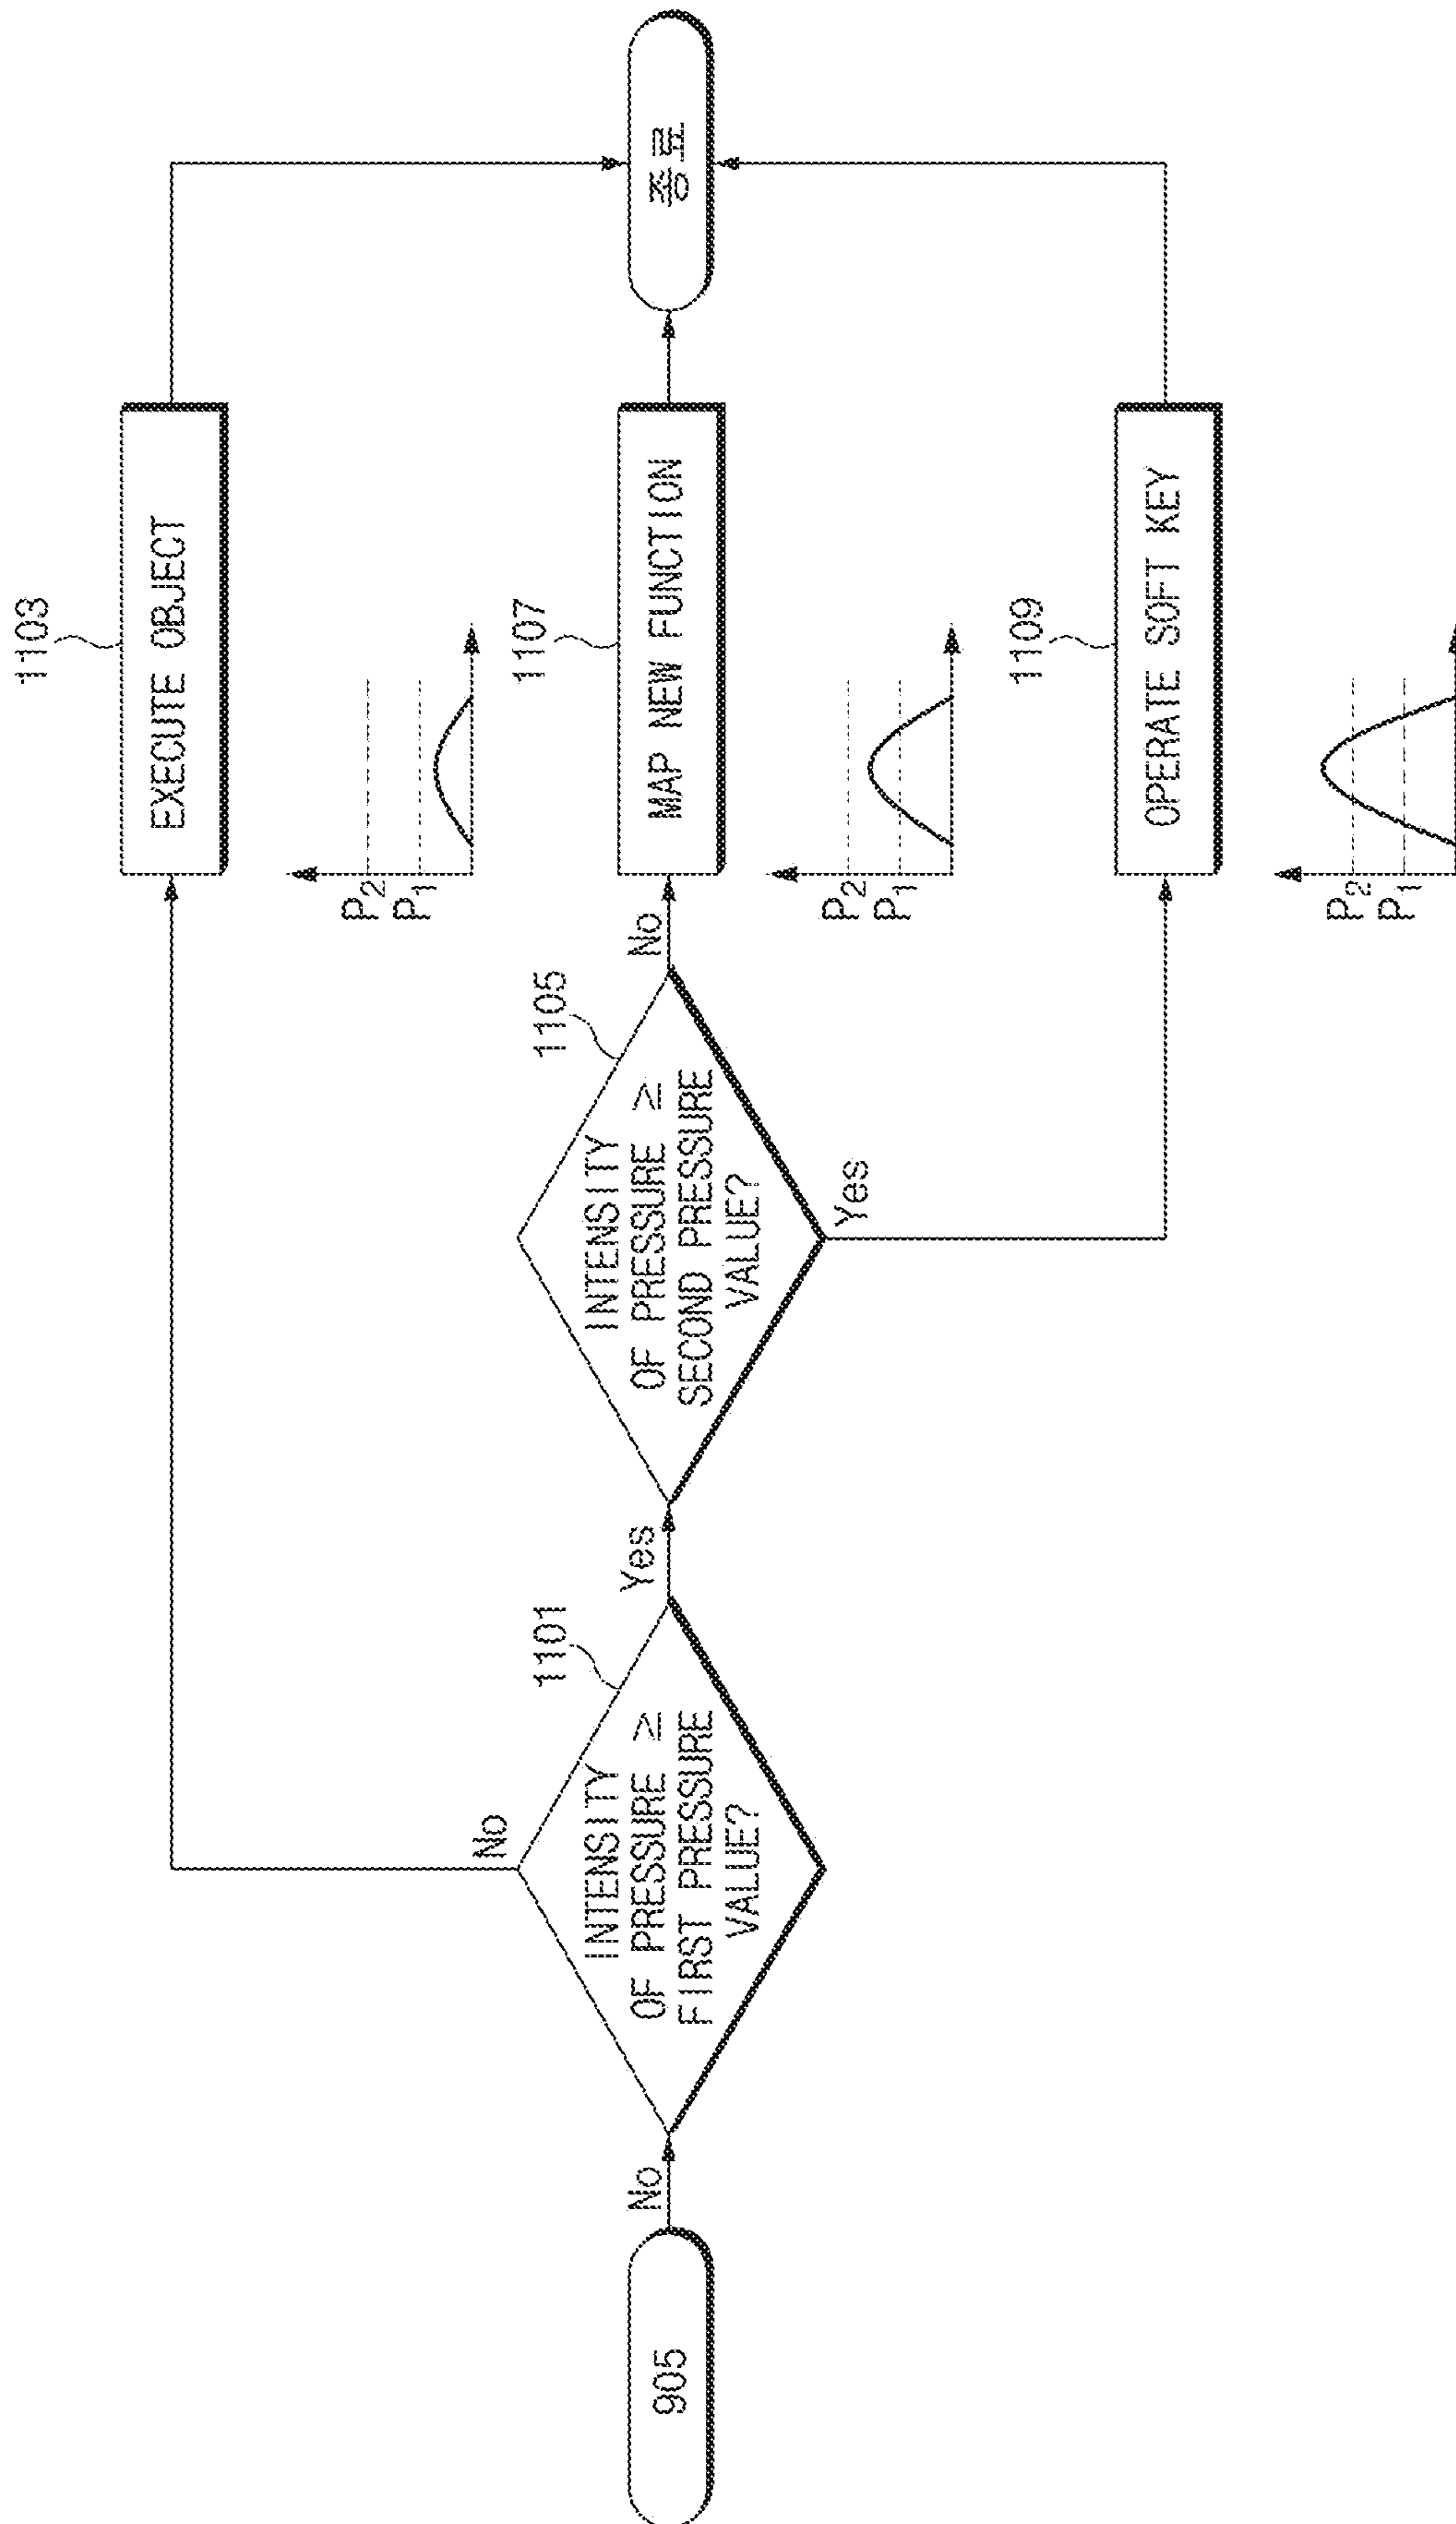 905
No
1101
INTENSITY
OF PRESSURE ≥
FIRST PRESSURE
VALUE?
No
Yes
1105
INTENSITY
OF PRESSURE ≥
SECOND PRESSURE
VALUE?
No
Yes
1103
EXECUTE OBJECT
P2
P1
1107
MAP NEW FUNCTION
P2
P1
1109
OPERATE SOFT KEY
P2
P1
종료